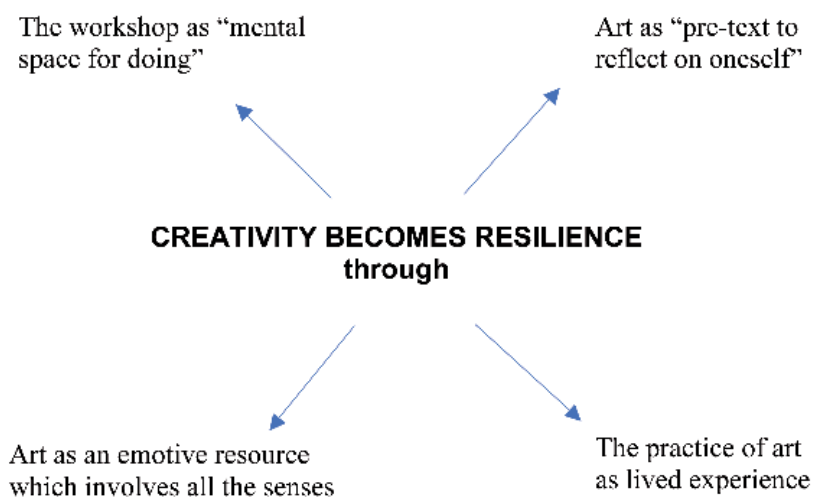 The workshop as “mental
space for doing”
Art as “pre-text to
reflect on oneself”
CREATIVITY BECOMES RESILIENCE
through
Art as an emotive resource
which involves all the senses
The practice of art
as lived experience